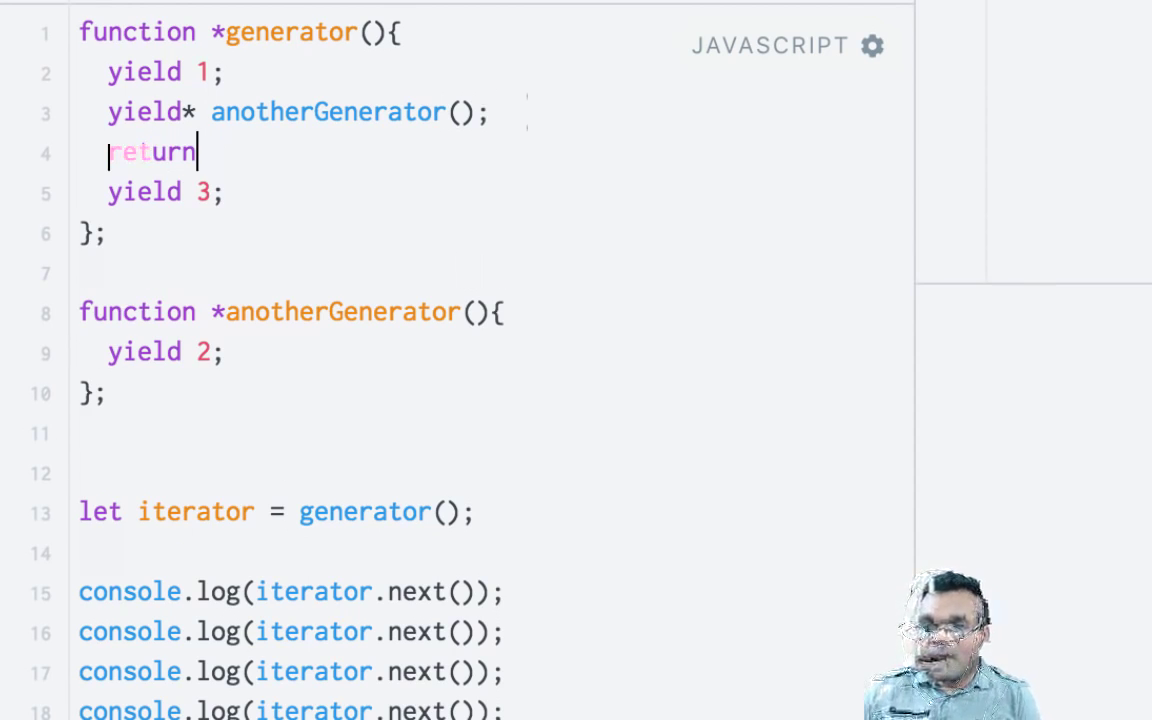 1 function *generator(){
JAVASCRIPT
2 yield 1;
3 yield* anotherGenerator();
4 return
5 yield 3;
6 };
7
8 function *anotherGenerator(){
9 yield 2;
10 };
11
12
13 let iterator = generator();
14
15 console.log(iterator.next());
16 console.log(iterator.next());
17 console.log(iterator.next());
18 console.log(iterator.next());